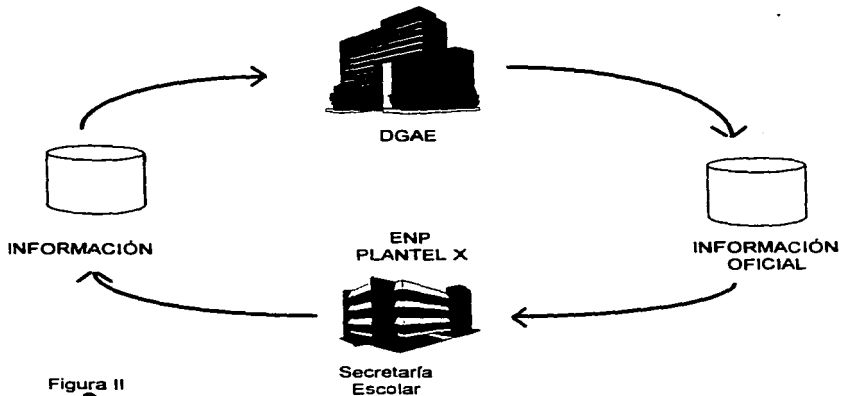 DGAE
INFORMACIÓN
ENP
PLANTEL X
INFORMACIÓN
OFICIAL
Secretaría
Escolar
Figura II